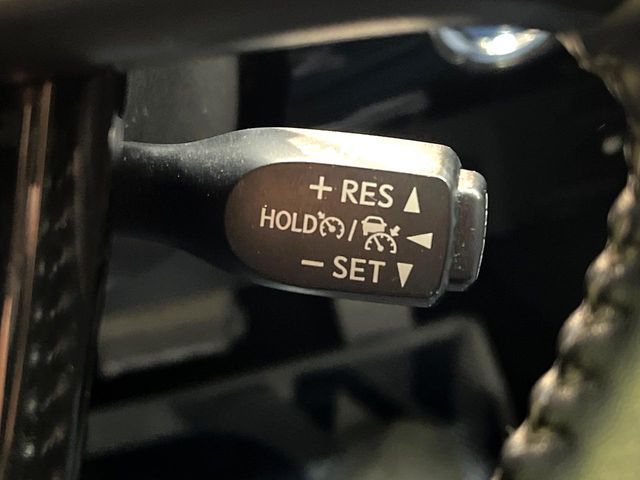 + RES ▲
HOLD / ◀
− SET ▼